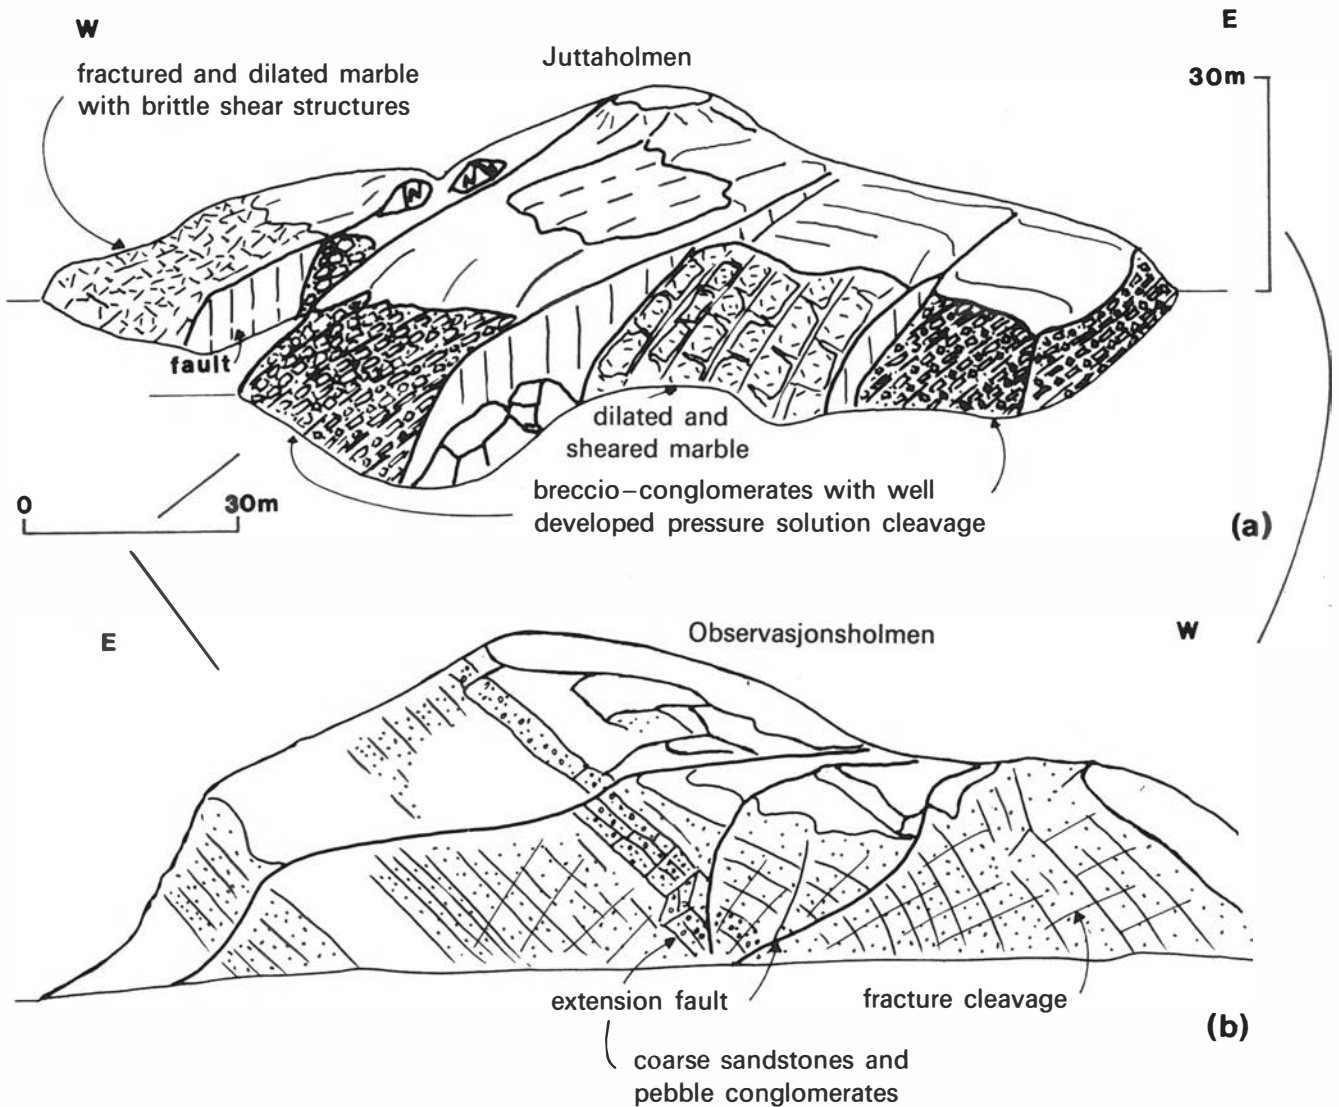 W
E
Juttaholmen
fractured and dilated marble
with brittle shear structures
30m
fault
dilated and
sheared marble
breccio-conglomerates with well
developed pressure solution cleavage
0
30m
(a)
E
Observasjonsholmen
W
extension fault
fracture cleavage
(b)
coarse sandstones and
pebble conglomerates